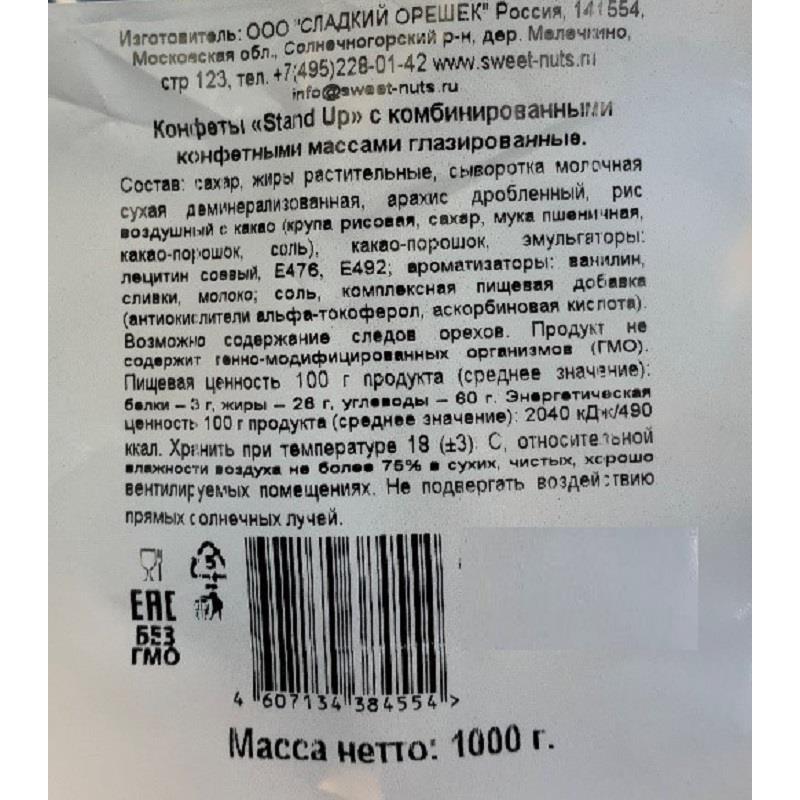 Изготовитель: ООО "СЛАДКИЙ ОРЕШЕК" Россия, 141554,
Московская обл., Солнечногорский р-н, дер. Мелечкино,
стр 123, тел. +7(495)228-01-42 www.sweet-nuts.ru
info@sweet-nuts.ru
Конфеты «Stand Up» с комбинированными
конфетными массами глазированные.
Состав: сахар, жиры растительные, сыворотка молочная
сухая деминерализованная, арахис дробленный, рис
воздушный с какао (крупа рисовая, сахар, мука пшеничная,
какао-порошок, соль), какао-порошок, эмульгаторы:
лецитин соевый, Е476, Е492; ароматизаторы: ванилин,
сливки, молоко; соль, комплексная пищевая добавка
(антиокислители альфа-токоферол, аскорбиновая кислота).
Возможно содержание следов орехов. Продукт не
содержит генно-модифицированных организмов (ГМО).
Пищевая ценность 100 г продукта (среднее значение):
белки – 3 г, жиры – 26 г, углеводы – 60 г. Энергетическая
ценность 100 г продукта (среднее значение): 2040 кДж/490
ккал. Хранить при температуре 18 (±3) С, относительной
влажности воздуха не более 75% в сухих, чистых, хорошо
вентилируемых помещениях. Не подвергать воздействию
прямых солнечных лучей.
5
EAC
БЕЗ
ГМО
4 607134 384554 >
Масса нетто: 1000 г.